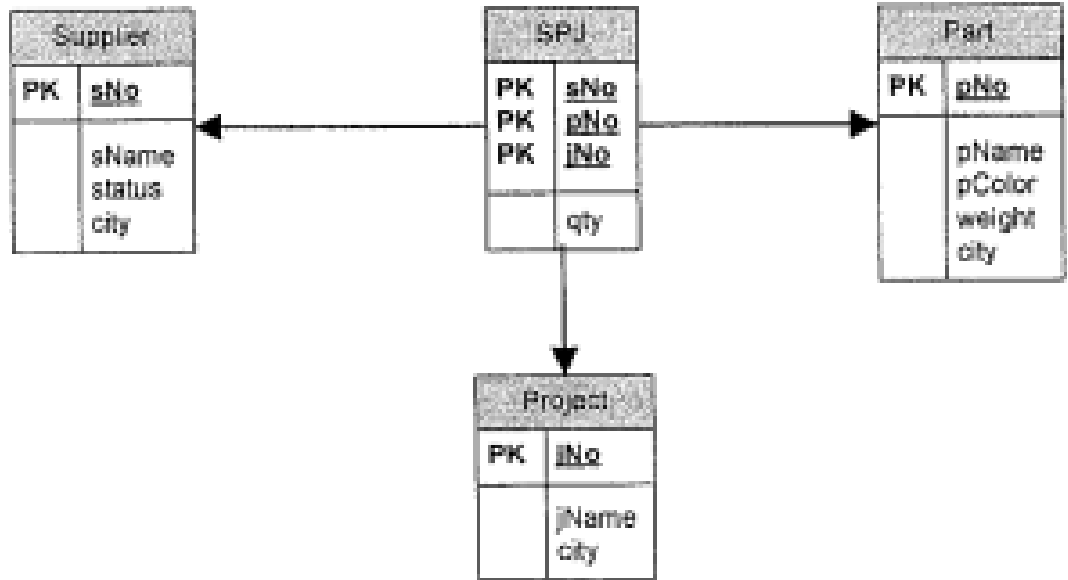 Supplier
PK sNo
sName
status
city
SPJ
PK sNo
PK pNo
PK jNo
qty
Part
PK pNo
pName
pColor
weight
city
Project
PK jNo
jName
city